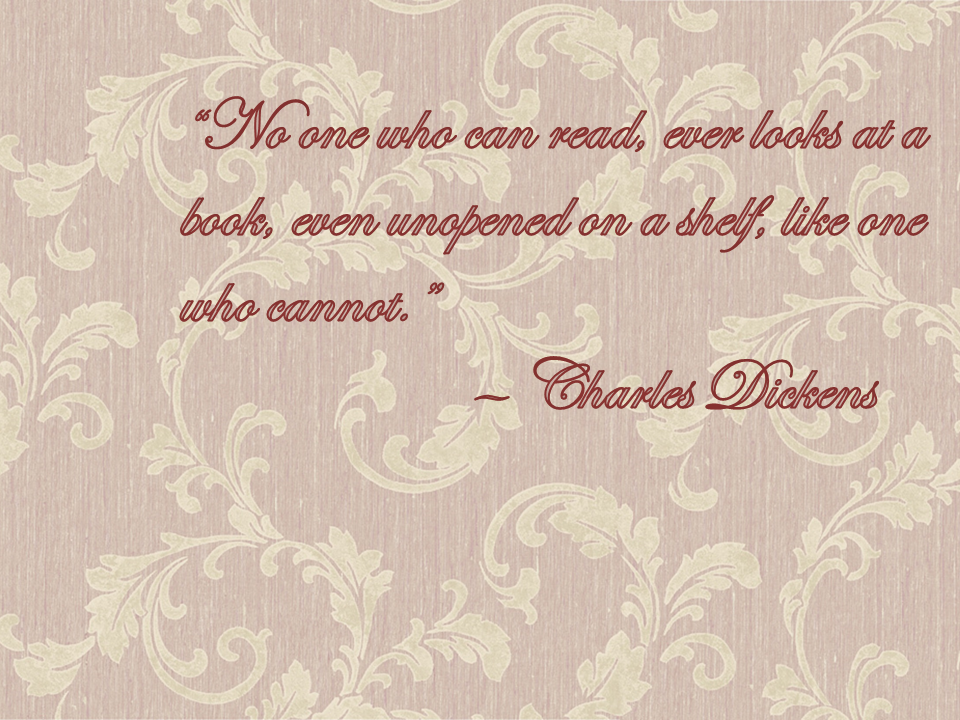 “No one who can read, ever looks at a
book, even unopened on a shelf, like one
who cannot.”
~ Charles Dickens